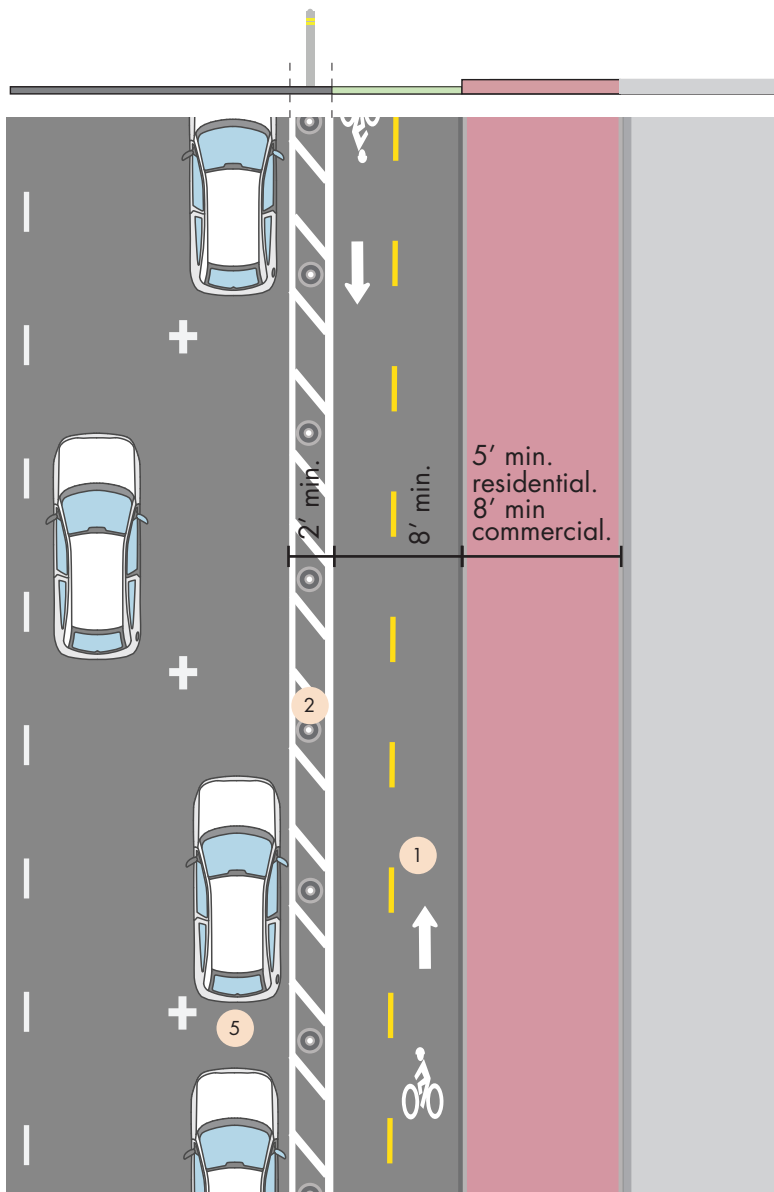 2’ min.
8’ min.
5’ min.
residential.
8’ min
commercial.
2
1
5